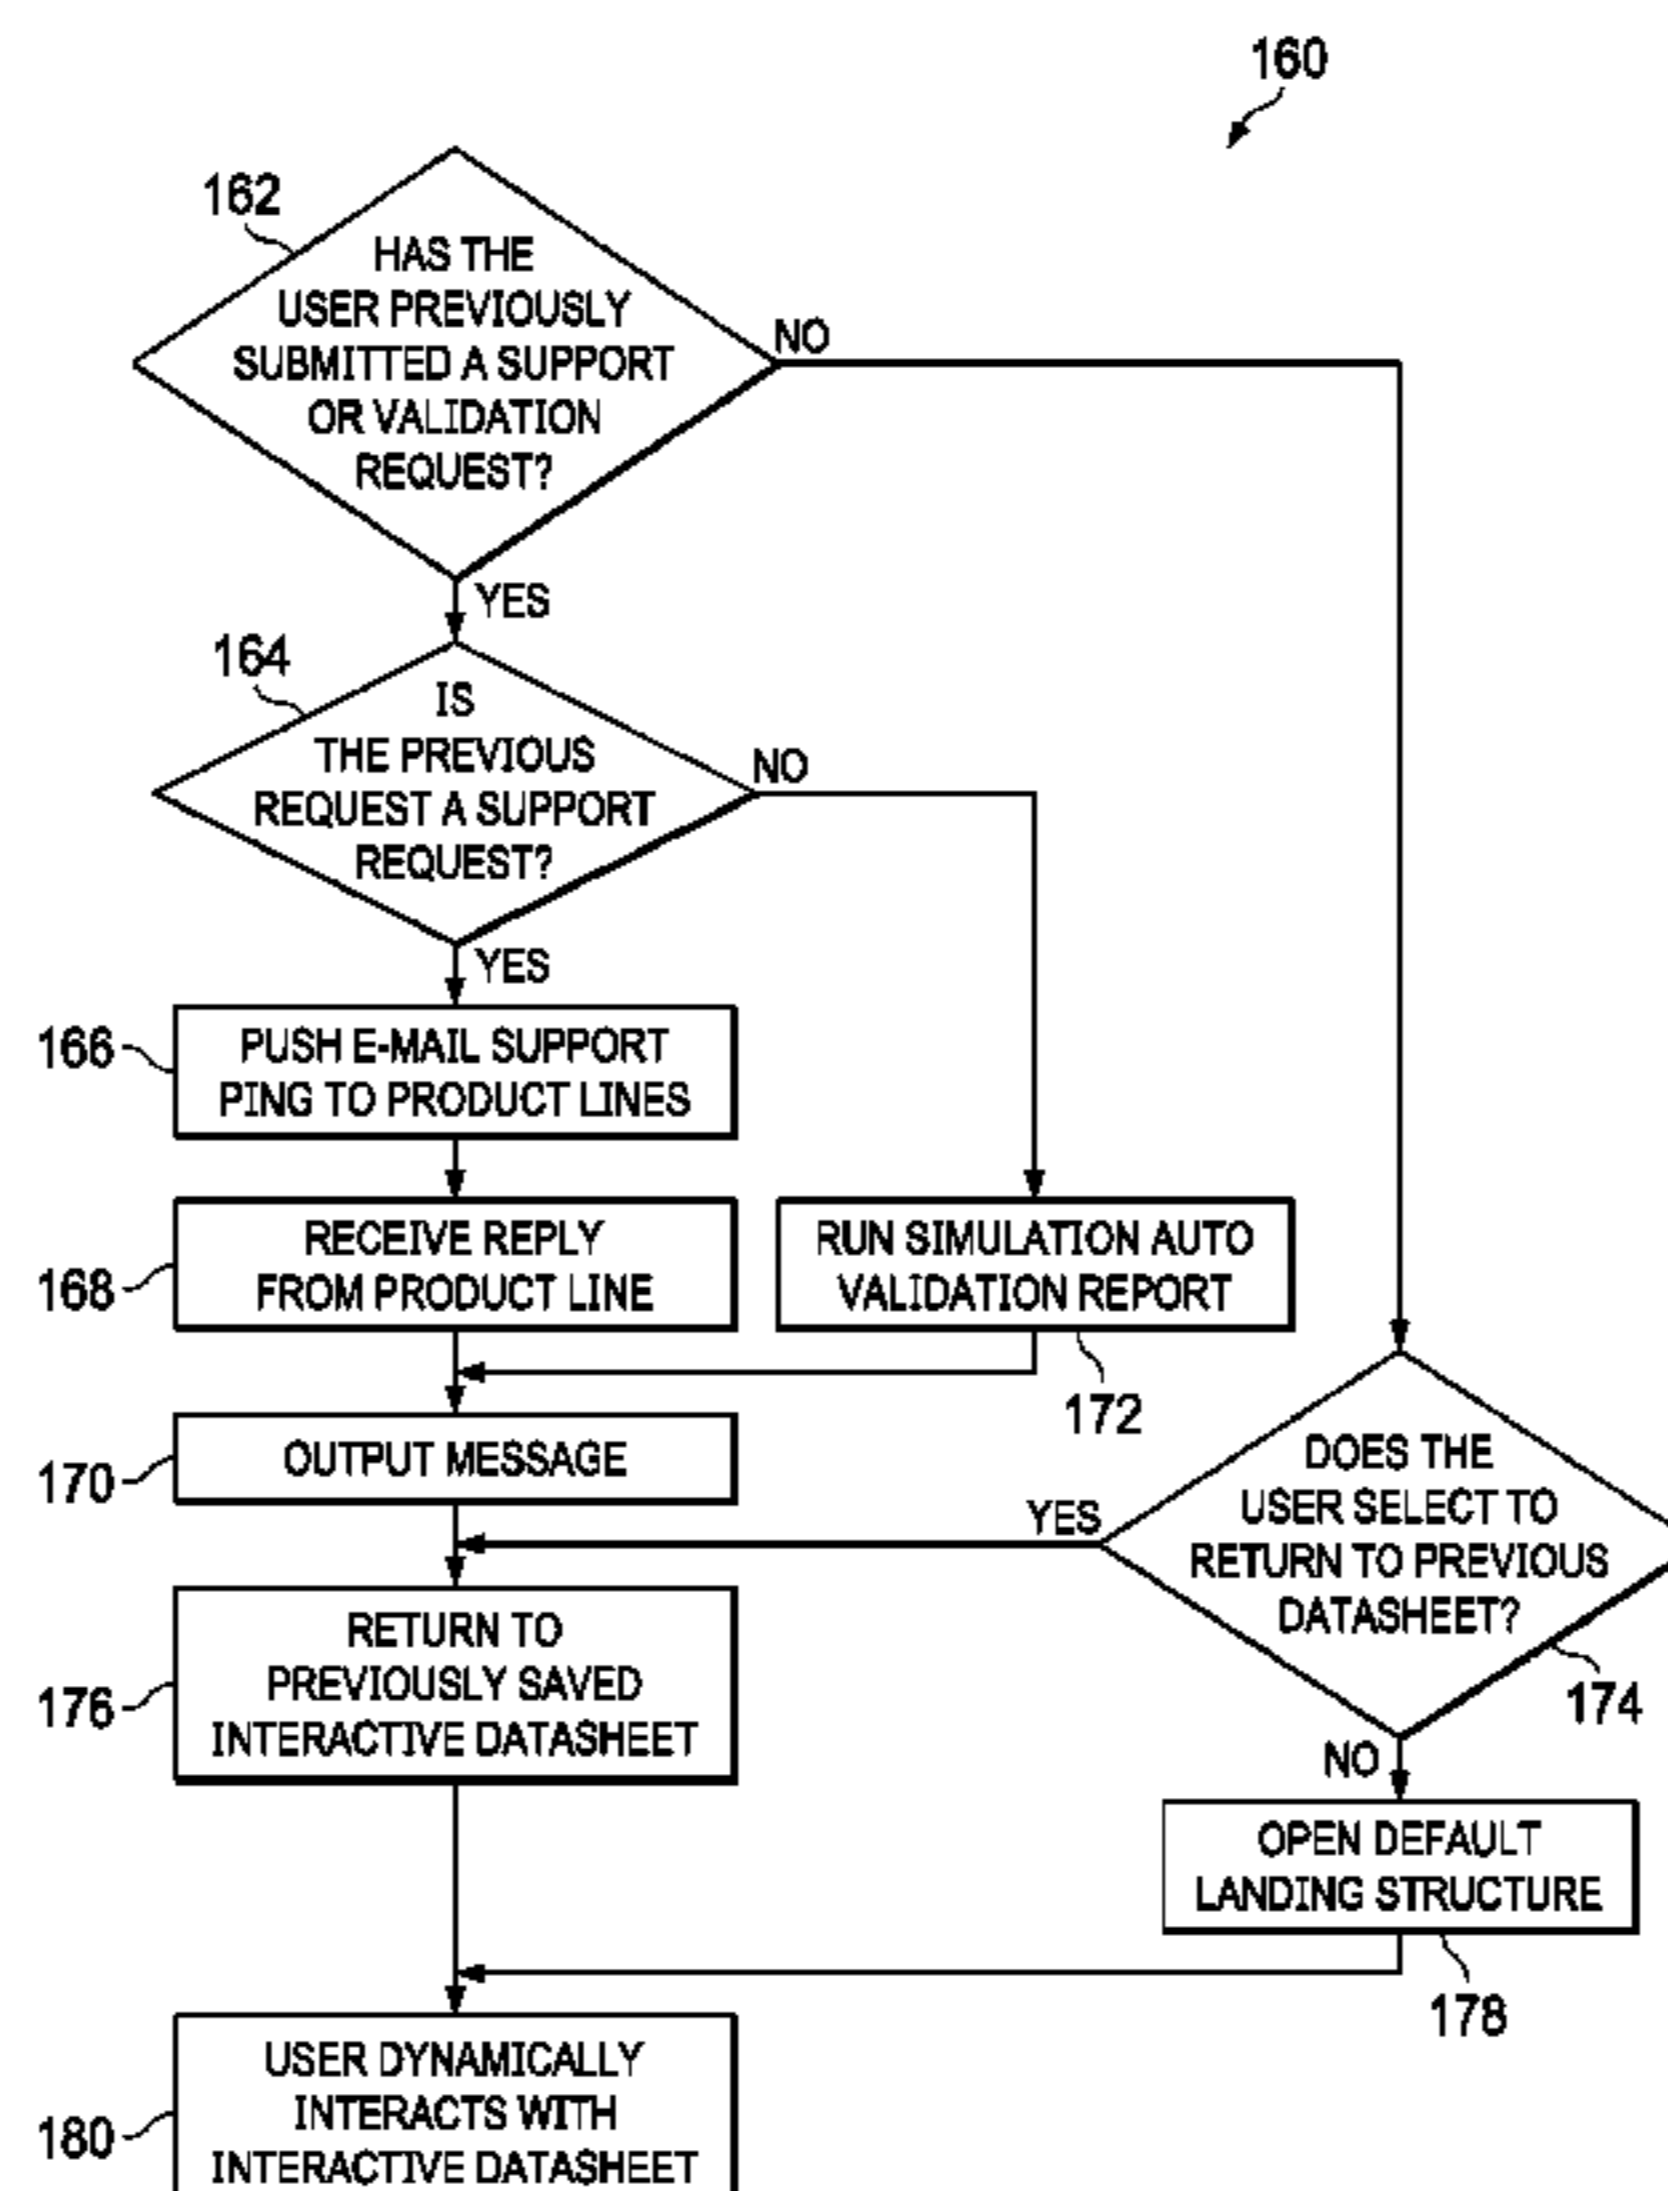 160
162
HAS THE
USER PREVIOUSLY
SUBMITTED A SUPPORT
OR VALIDATION
REQUEST?
NO
YES
164
IS
THE PREVIOUS
REQUEST A SUPPORT
REQUEST?
NO
YES
166
PUSH E-MAIL SUPPORT
PING TO PRODUCT LINES
168
RECEIVE REPLY
FROM PRODUCT LINE
RUN SIMULATION AUTO
VALIDATION REPORT
172
170
OUTPUT MESSAGE
DOES THE
USER SELECT TO
RETURN TO PREVIOUS
DATASHEET?
YES
174
NO
176
RETURN TO
PREVIOUSLY SAVED
INTERACTIVE DATASHEET
OPEN DEFAULT
LANDING STRUCTURE
178
180
USER DYNAMICALLY
INTERACTS WITH
INTERACTIVE DATASHEET